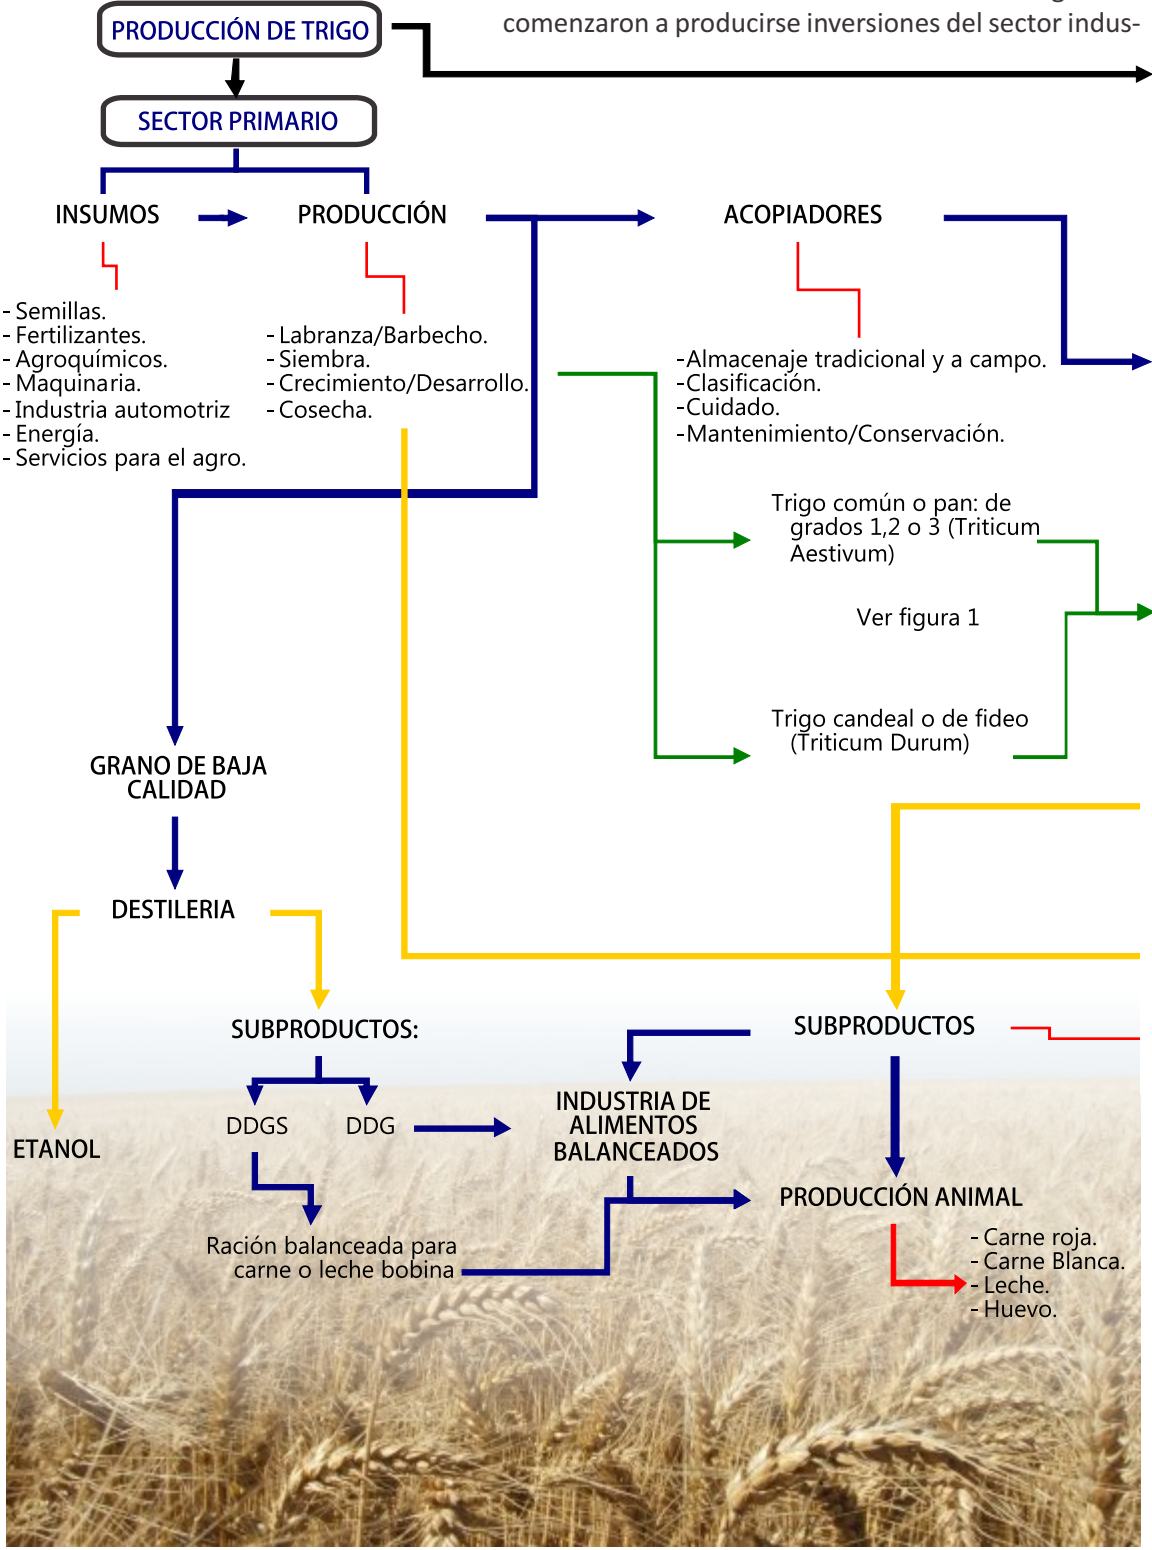 comenzaron a producirse inversiones del sector indus-
PRODUCCIÓN DE TRIGO
SECTOR PRIMARIO
INSUMOS
PRODUCCIÓN
ACOPIADORES
- Semillas.
- Fertilizantes.
- Agroquímicos.
- Maquinaria.
- Industria automotriz
- Energía.
- Servicios para el agro.
- Labranza/Barbecho.
- Siembra.
- Crecimiento/Desarrollo.
- Cosecha.
-Almacenaje tradicional y a campo.
-Clasificación.
-Cuidado.
-Mantenimiento/Conservación.
Trigo común o pan: de
grados 1,2 o 3 (Triticum
Aestivum)
Ver figura 1
Trigo candeal o de fideo
(Triticum Durum)
GRANO DE BAJA
CALIDAD
DESTILERIA
SUBPRODUCTOS:
SUBPRODUCTOS
DDGS
DDG
ETANOL
INDUSTRIA DE
ALIMENTOS
BALANCEADOS
Ración balanceada para
carne o leche bobina
PRODUCCIÓN ANIMAL
- Carne roja.
- Carne Blanca.
- Leche.
- Huevo.